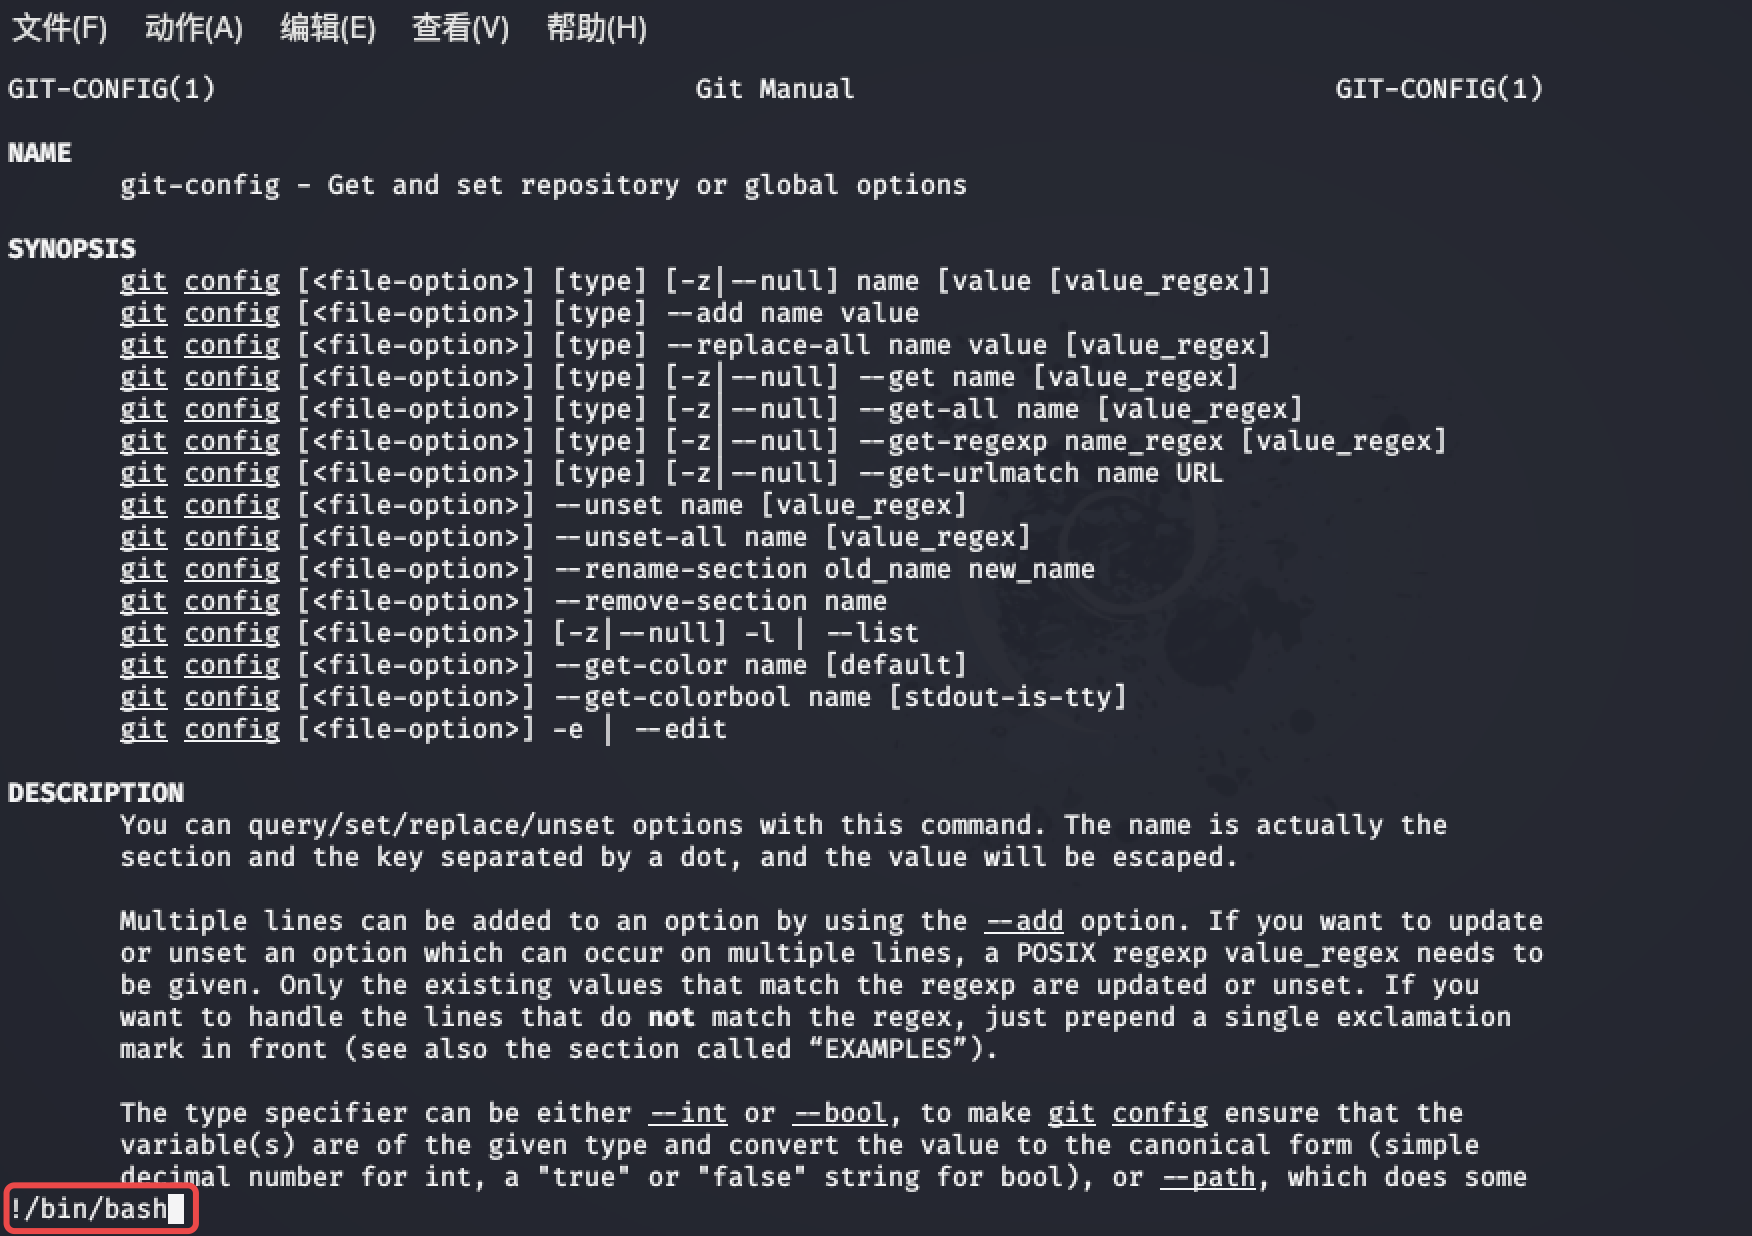 文件(F) 动作(A) 编辑(E) 查看(V) 帮助(H)
GIT-CONFIG(1) Git Manual GIT-CONFIG(1)
NAME
git-config - Get and set repository or global options
SYNOPSIS
git config [<file-option>] [type] [-z|--null] name [value [value_regex]]
git config [<file-option>] [type] --add name value
git config [<file-option>] [type] --replace-all name value [value_regex]
git config [<file-option>] [type] [-z|--null] --get name [value_regex]
git config [<file-option>] [type] [-z|--null] --get-all name [value_regex]
git config [<file-option>] [type] [-z|--null] --get-regexp name_regex [value_regex]
git config [<file-option>] [type] [-z|--null] --get-urlmatch name URL
git config [<file-option>] --unset name [value_regex]
git config [<file-option>] --unset-all name [value_regex]
git config [<file-option>] --rename-section old_name new_name
git config [<file-option>] --remove-section name
git config [<file-option>] [-z|--null] -l | --list
git config [<file-option>] --get-color name [default]
git config [<file-option>] --get-colorbool name [stdout-is-tty]
git config [<file-option>] -e | --edit
DESCRIPTION
You can query/set/replace/unset options with this command. The name is actually the
section and the key separated by a dot, and the value will be escaped.
Multiple lines can be added to an option by using the --add option. If you want to update
or unset an option which can occur on multiple lines, a POSIX regexp value_regex needs to
be given. Only the existing values that match the regexp are updated or unset. If you
want to handle the lines that do not match the regex, just prepend a single exclamation
mark in front (see also the section called “EXAMPLES”).
The type specifier can be either --int or --bool, to make git config ensure that the
variable(s) are of the given type and convert the value to the canonical form (simple
decimal number for int, a "true" or "false" string for bool), or --path, which does some
!/bin/bash